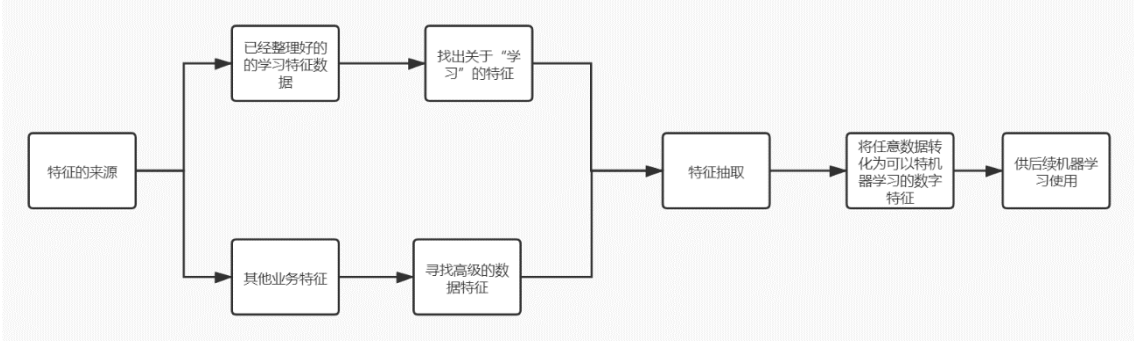 已经整理好的
的学习特征数
据
找出关于“学
习”的特征
特征的来源
特征抽取
将任意数据转
化为可以特机
器学习的数字
特征
供后续机器学
习使用
其他业务特征
寻找高级的数
据特征